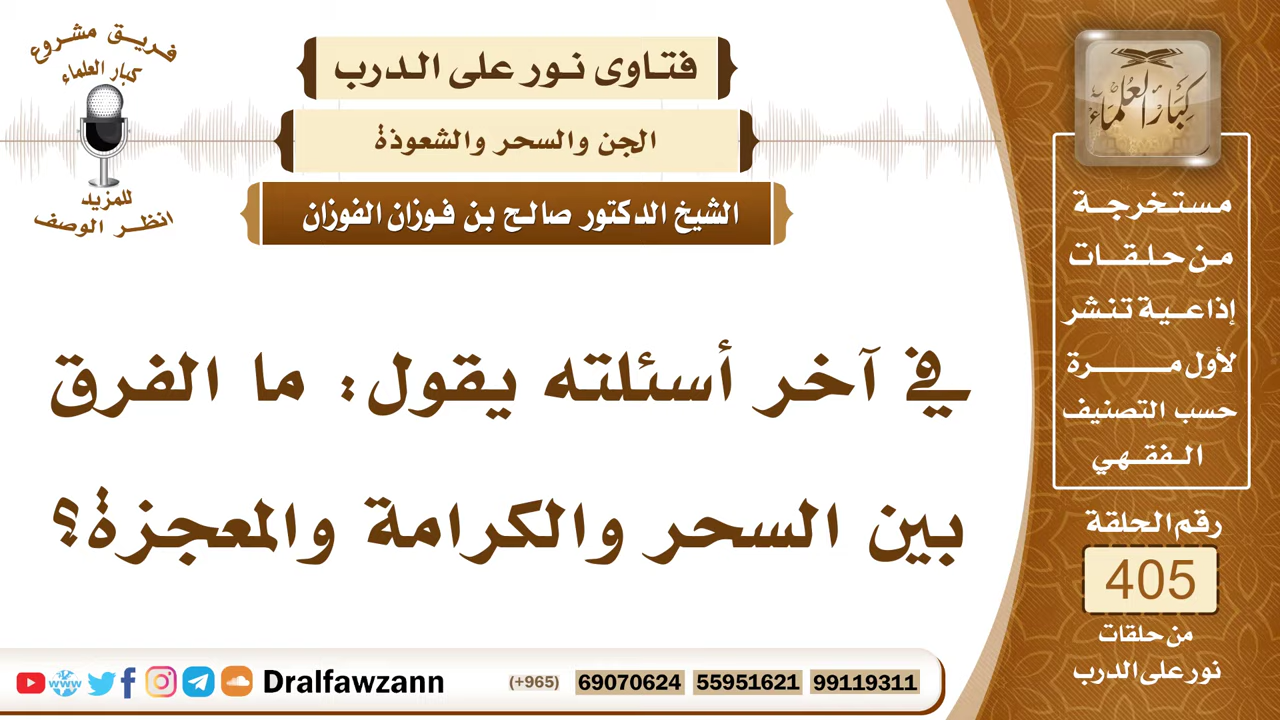 فريق مشروع
كبار العلماء
للمزيد
انظر الوصف
فتاوى نور على الدرب
الجن والسحر والشعوذة
الشيخ الدكتور صالح بن فوزان الفوزان
في آخر أسئلته يقول: ما الفرق
بين السحر والكرامة والمعجزة؟
كبار العلماء
مستخرجة
من حلقات
إذاعية تنشر
لأول مرة
حسب التصنيف
الفقهي
رقم الحلقة
405
من حلقات
نور على الدرب
www Dralfawzann (+965) 69070624 55951621 99119311